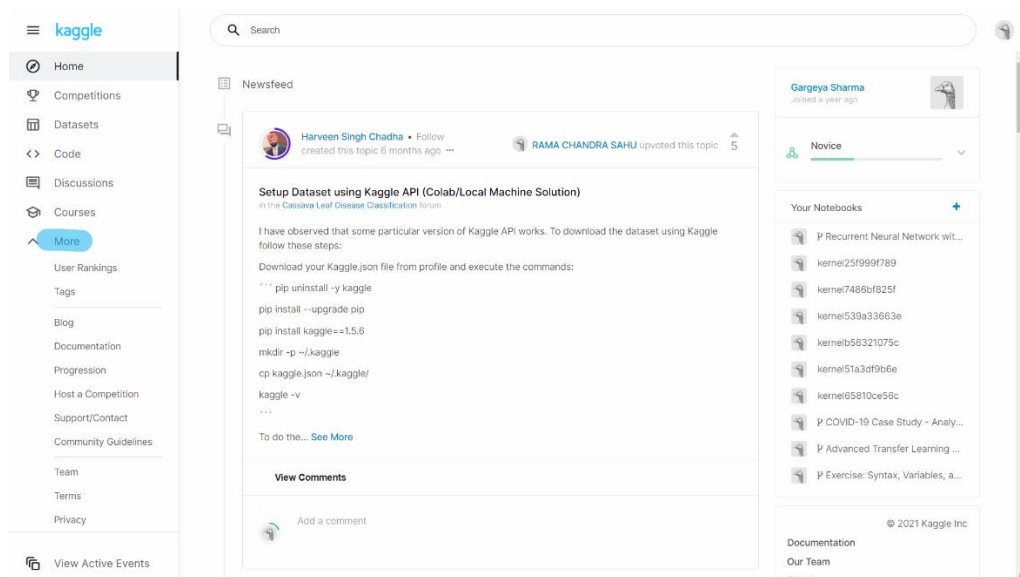 kaggle
Search
Home
Competitions
Datasets
Code
Discussions
Courses
More
User Rankings
Tags
Blog
Documentation
Progression
Host a Competition
Support/Contact
Community Guidelines
Team
Terms
Privacy
View Active Events
Newsfeed
Harveen Singh Chadha • Follow
created this topic 6 months ago •••
RAMA CHANDRA SAHU upvoted this topic
5
Setup Dataset using Kaggle API (Colab/Local Machine Solution)
in the Cassava Leaf Disease Classification forum
I have observed that some particular version of Kaggle API works. To download the dataset using Kaggle
follow these steps:
Download your Kaggle.json file from profile and execute the commands:
``` pip uninstall -y kaggle
pip install --upgrade pip
pip install kaggle==1.5.6
mkdir -p ~/.kaggle
cp kaggle.json ~/.kaggle/
kaggle -v
```
To do the... See More
View Comments
Add a comment
Gargeya Sharma
Joined a year ago
Novice
Your Notebooks
Recurrent Neural Network wit...
kernel25f999f789
kernel7486bf825f
kernel539a33663e
kernelb56321075c
kernel51a3df9b6e
kernel65810ce56c
COVID-19 Case Study - Analy...
Advanced Transfer Learning ...
Exercise: Syntax, Variables, a...
© 2021 Kaggle Inc
Documentation
Our Team